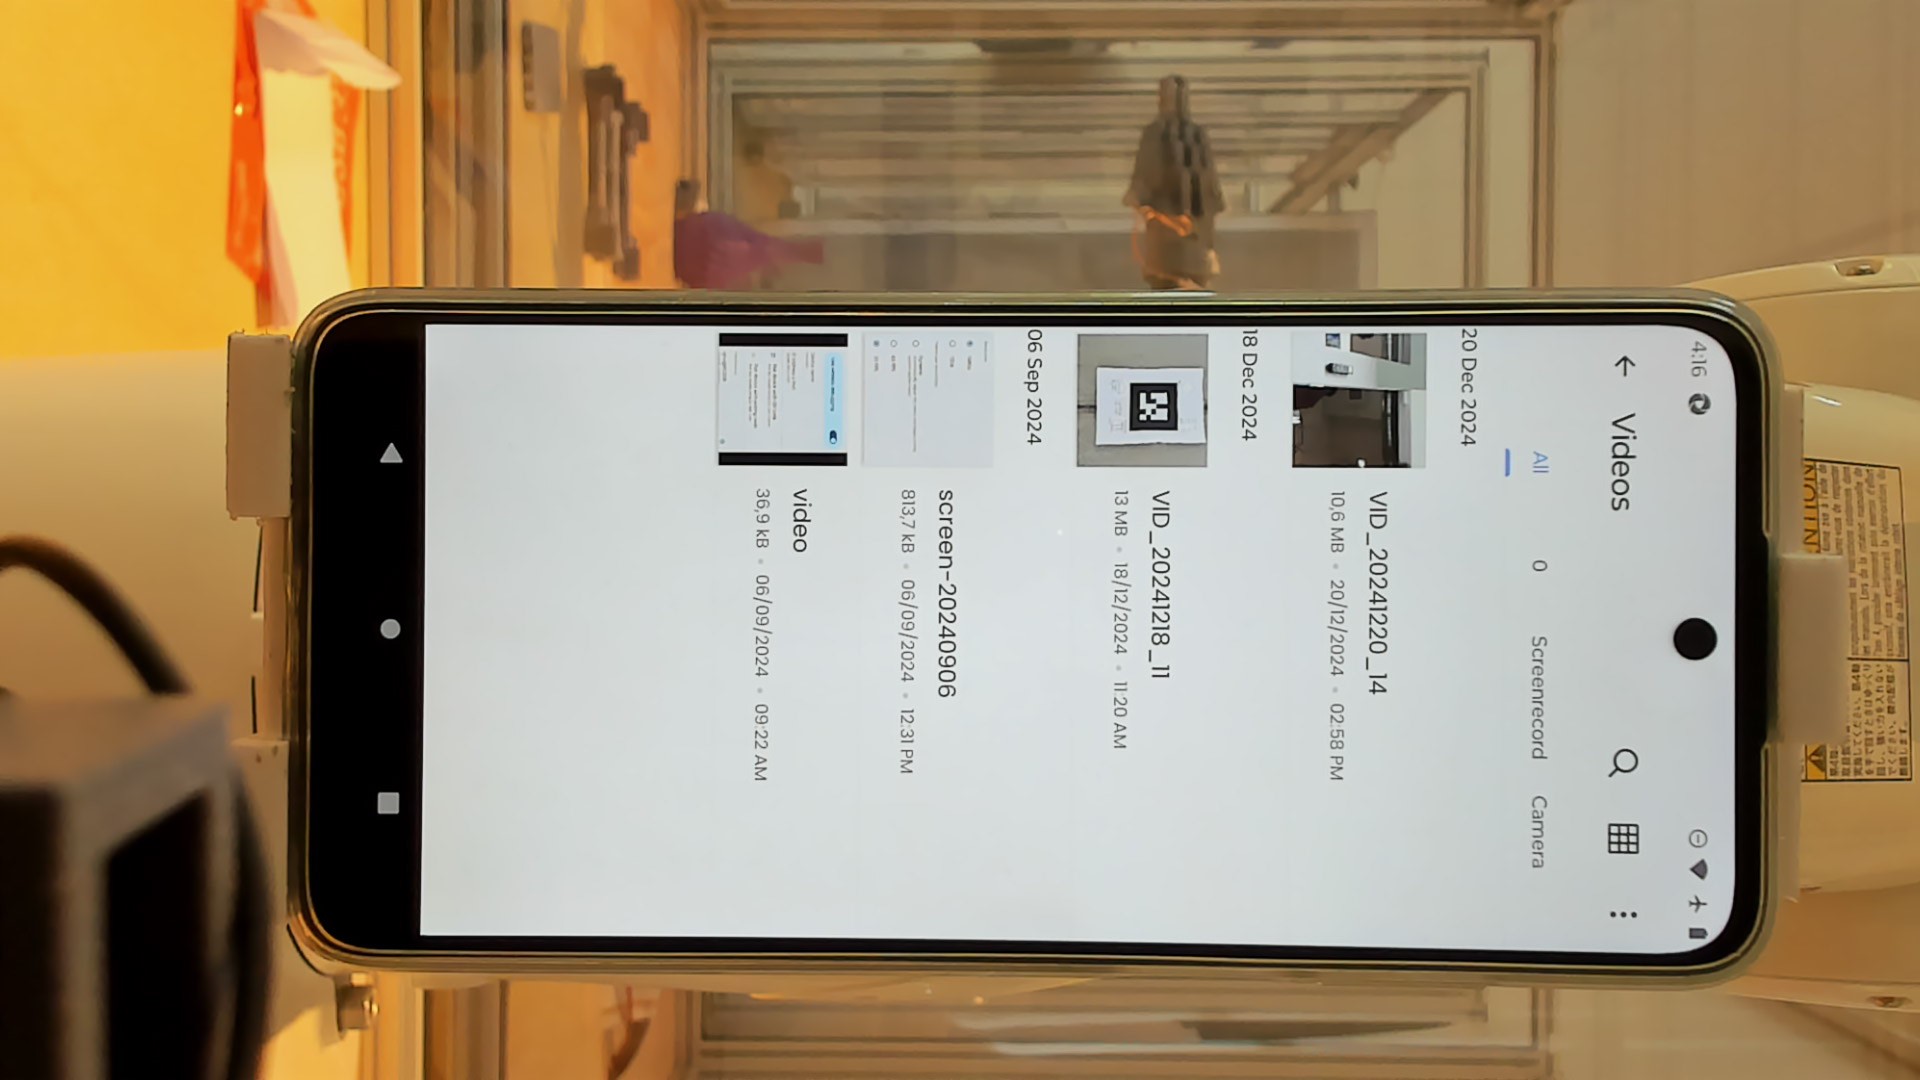 4:16
Videos
All 0 Screenrecord Camera
20 Dec 2024
VID_20241220_14
10,6 MB • 20/12/2024 • 02:58 PM
18 Dec 2024
VID_20241218_11
13 MB • 18/12/2024 • 11:20 AM
06 Sep 2024
screen-20240906
813,7 kB • 06/09/2024 • 12:31 PM
video
36,9 kB • 06/09/2024 • 09:22 AM